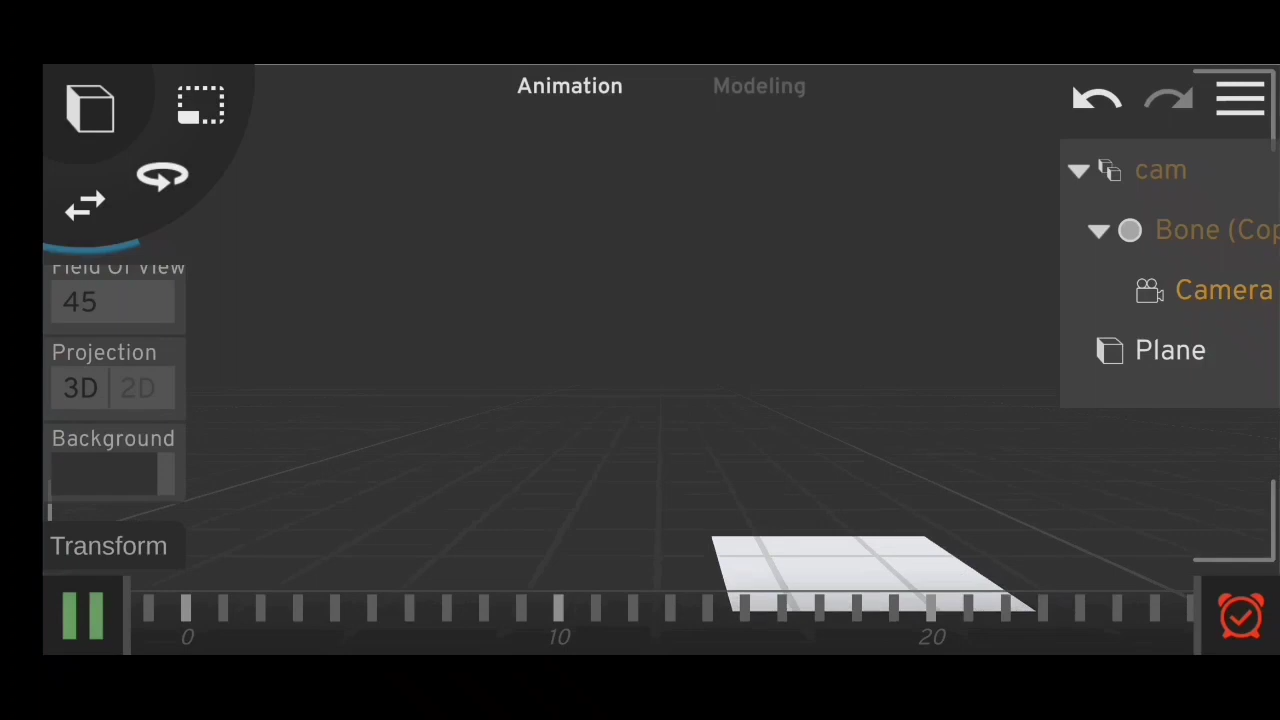 Animation
Modeling
cam
Bone (Cop
Camera
Plane
Field Of View
45
Projection
3D 2D
Background
Transform
0 10 20